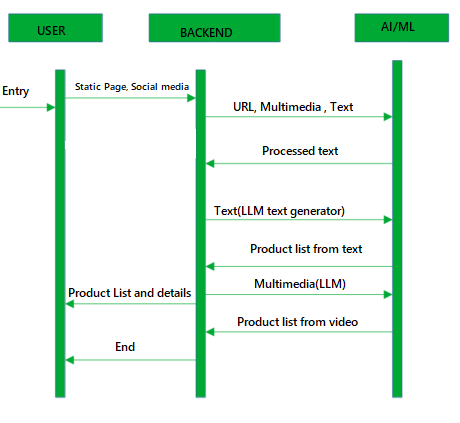 USER
BACKEND
AI/ML
Entry
Static Page, Social media
URL, Multimedia , Text
Processed text
Text(LLM text generator)
Product list from text
Multimedia(LLM)
Product List and details
Product list from video
End